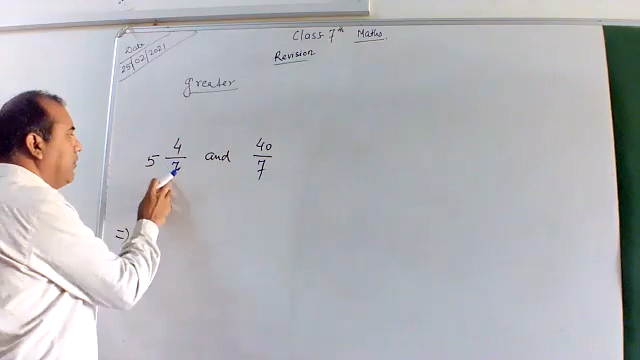 Class 7th Maths.
Date
25/02/2021
Revision
greater
5 4/7 and 40/7
=)